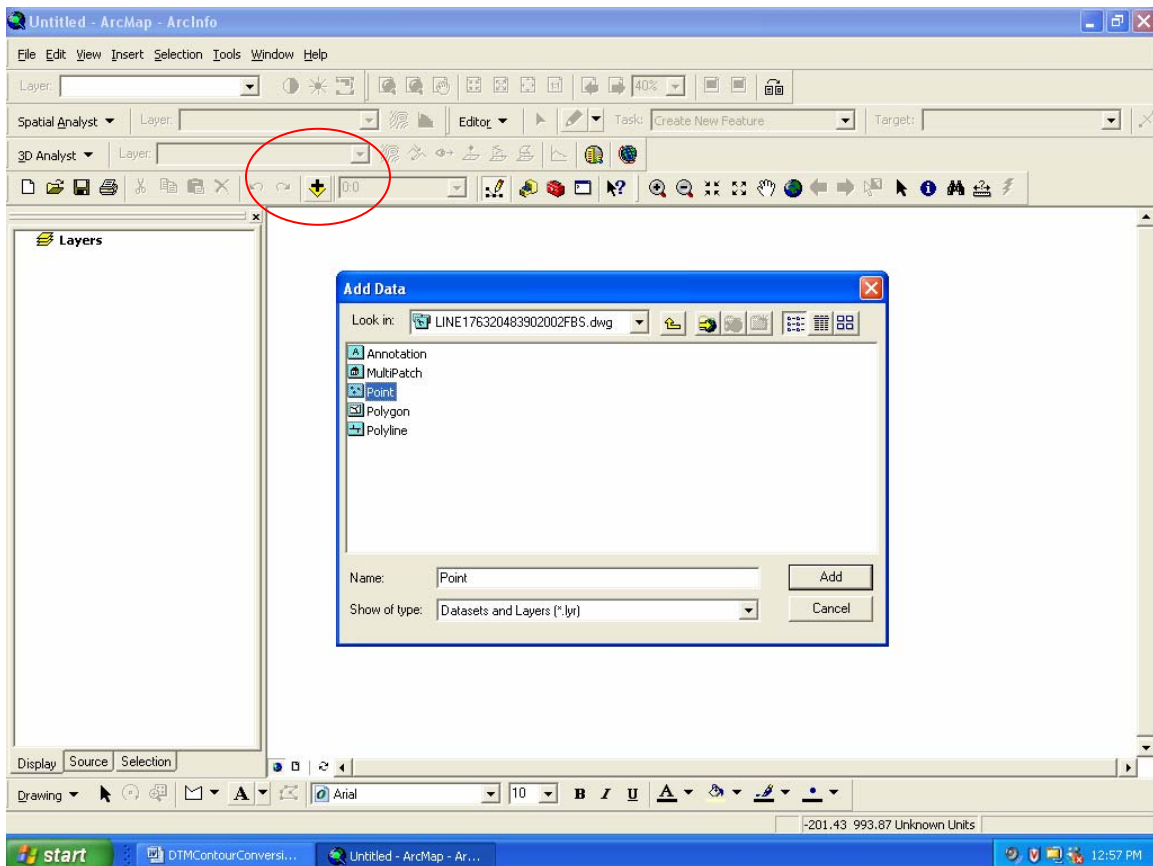 Untitled - ArcMap - ArcInfo
File Edit View Insert Selection Tools Window Help
Layer: 40%
Spatial Analyst Layer: Editor Task: Create New Feature Target:
3D Analyst Layer:
0:0
Layers
Add Data
Look in: LINE176320483902002FBS.dwg
Annotation
MultiPatch
Point
Polygon
Polyline
Name: Point Add
Show of type: Datasets and Layers (*.lyr) Cancel
Display Source Selection
Drawing A Arial 10 B I U A
-201.43 993.87 Unknown Units
start DTMContourConversi... Untitled - ArcMap - Ar... 12:57 PM